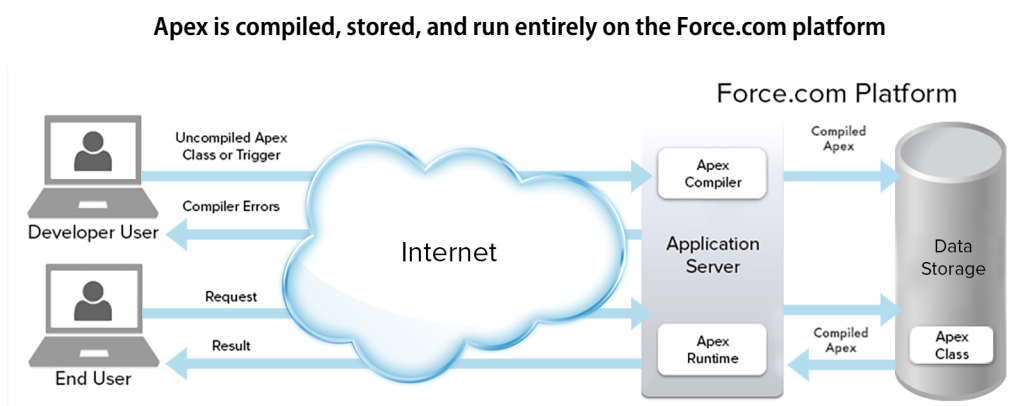 Apex is compiled, stored, and run entirely on the Force.com platform
Force.com Platform
Uncompiled Apex
Class or Trigger
Compiler Errors
Developer User
Request
Result
End User
Internet
Apex
Compiler
Application
Server
Apex
Runtime
Compiled
Apex
Compiled
Apex
Data
Storage
Apex
Class